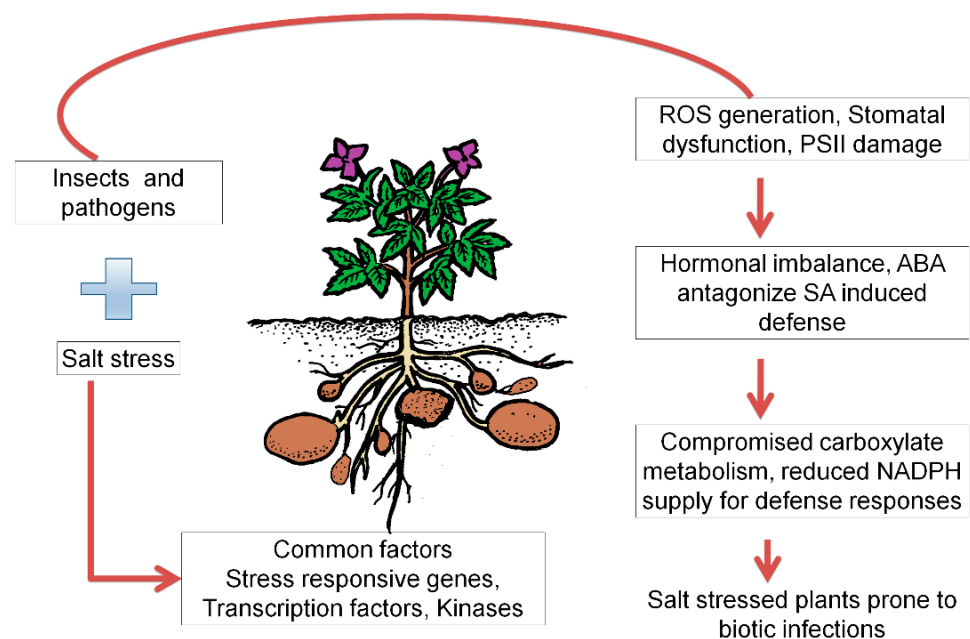 Insects and
pathogens
Salt stress
Common factors
Stress responsive genes,
Transcription factors, Kinases
ROS generation, Stomatal
dysfunction, PSII damage
Hormonal imbalance, ABA
antagonize SA induced
defense
Compromised carboxylate
metabolism, reduced NADPH
supply for defense responses
Salt stressed plants prone to
biotic infections